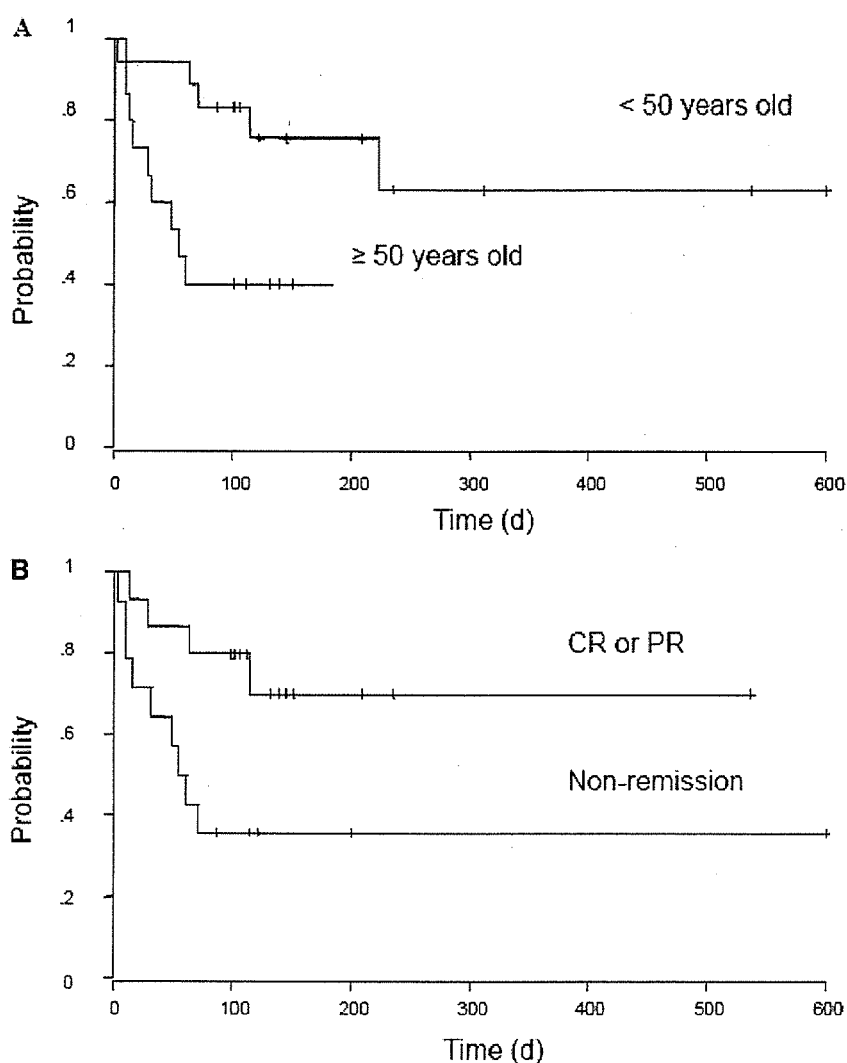 A
1
.8
.6
.4
.2
0
Probability
< 50 years old
≥ 50 years old
0 100 200 300 400 500 600
Time (d)
B
1
.8
.6
.4
.2
0
Probability
CR or PR
Non-remission
0 100 200 300 400 500 600
Time (d)